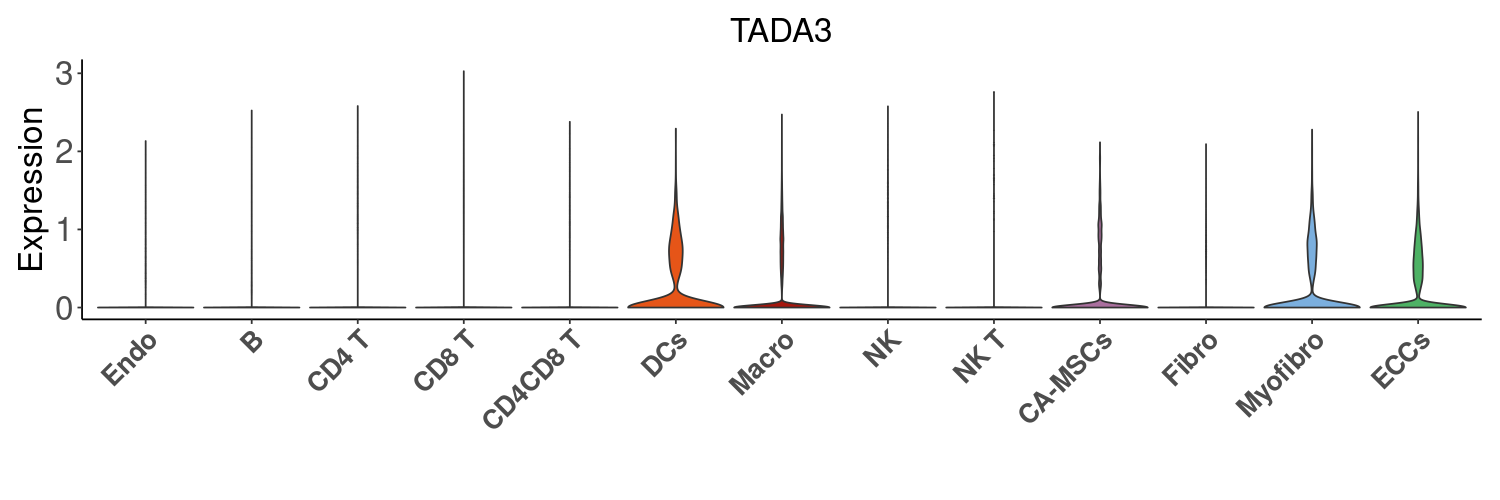 TADA3
Expression
3
2
1
0
Endo
B
CD4 T
CD8 T
CD4CD8 T
DCs
Macro
NK
NK T
CA-MSCs
Fibro
Myofibro
ECCs